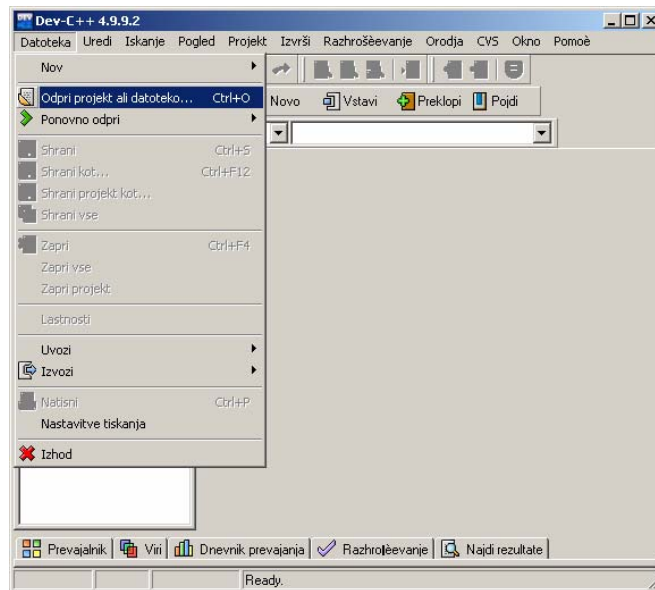 Dev-C++ 4.9.9.2
Datoteka Uredi Iskanje Pogled Projekt Izvrši Razhrošèevanje Orodja CVS Okno Pomoè
Nov
Odpri projekt ali datoteko... Ctrl+O
Novo Vstavi Preklopi Pojdi
Ponovno odpri
Shrani Ctrl+S
Shrani kot... Ctrl+F12
Shrani projekt kot...
Shrani vse
Zapri Ctrl+F4
Zapri vse
Zapri projekt
Lastnosti
Uvozi
Izvozi
Natisni Ctrl+P
Nastavitve tiskanja
Izhod
Prevajalnik Viri Dnevnik prevajanja Razhroļèevanje Najdi rezultate
Ready.